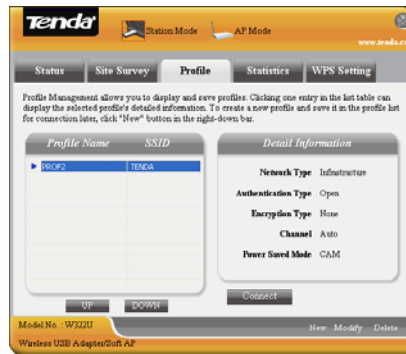 Tenda
Station Mode AP Mode
Status Site Survey Profile Statistics WPS Setting
Profile Management allows you to display and save profiles. Clicking one entry in the list table can
display the selected profile's detailed information. To create a new profile and save it in the profile list
for connection later, click "New" button in the right-down bar.
Profile Name SSID
PROF2 TENDA
Detail Information
Network Type Infrastructure
Authentication Type Open
Encryption Type None
Channel Auto
Power Saved Mode CAM
UP DOWN
Connect
Model No. : W322U
New Modify Delete
Wireless USB Adapter/Soft AP